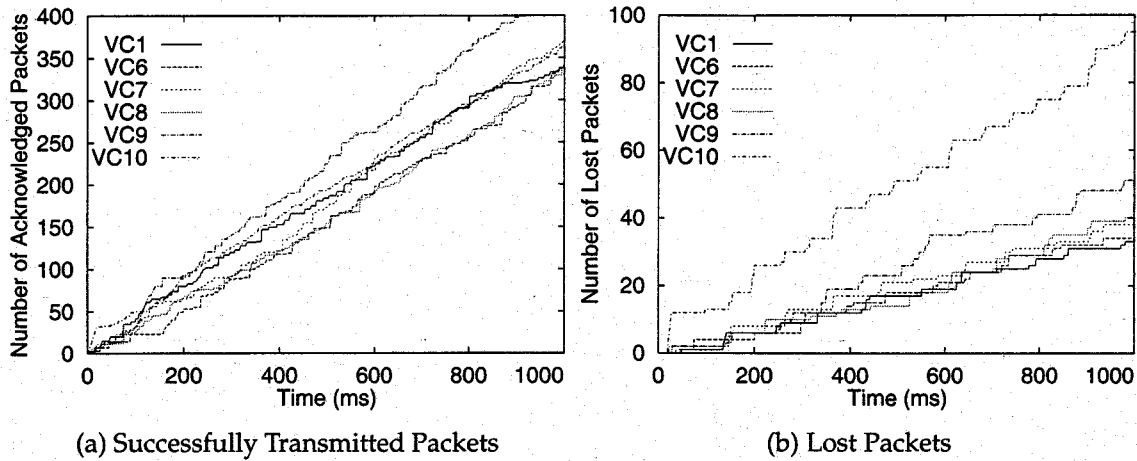 Number of Acknowledged Packets
400
350
300
250
200
150
100
50
0
VC1
VC6
VC7
VC8
VC9
VC10
0 200 400 600 800 1000
Time (ms)
(a) Successfully Transmitted Packets
Number of Lost Packets
100
80
60
40
20
0
VC1
VC6
VC7
VC8
VC9
VC10
0 200 400 600 800 1000
Time (ms)
(b) Lost Packets